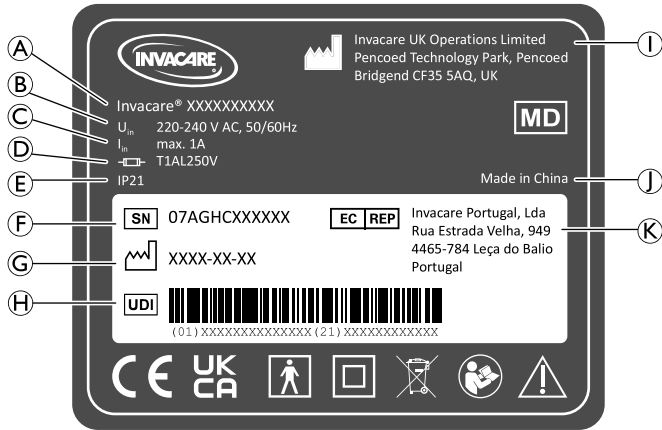 A
INVACARE
Invacare UK Operations Limited
Pencoed Technology Park, Pencoed
Bridgend CF35 5AQ, UK
I
B
Invacare® XXXXXXXXXX
MD
C
Uin 220-240 V AC, 50/60Hz
Iin max. 1A
D
T1AL250V
E
IP21
Made in China
J
F
SN 07AGHCXXXXXX
EC REP
Invacare Portugal, Lda
Rua Estrada Velha, 949
4465-784 Leça do Balio
Portugal
K
G
XXXX-XX-XX
H
UDI
(01)XXXXXXXXXXXXXX(21)XXXXXXXXXXXX
CE
UK
CA